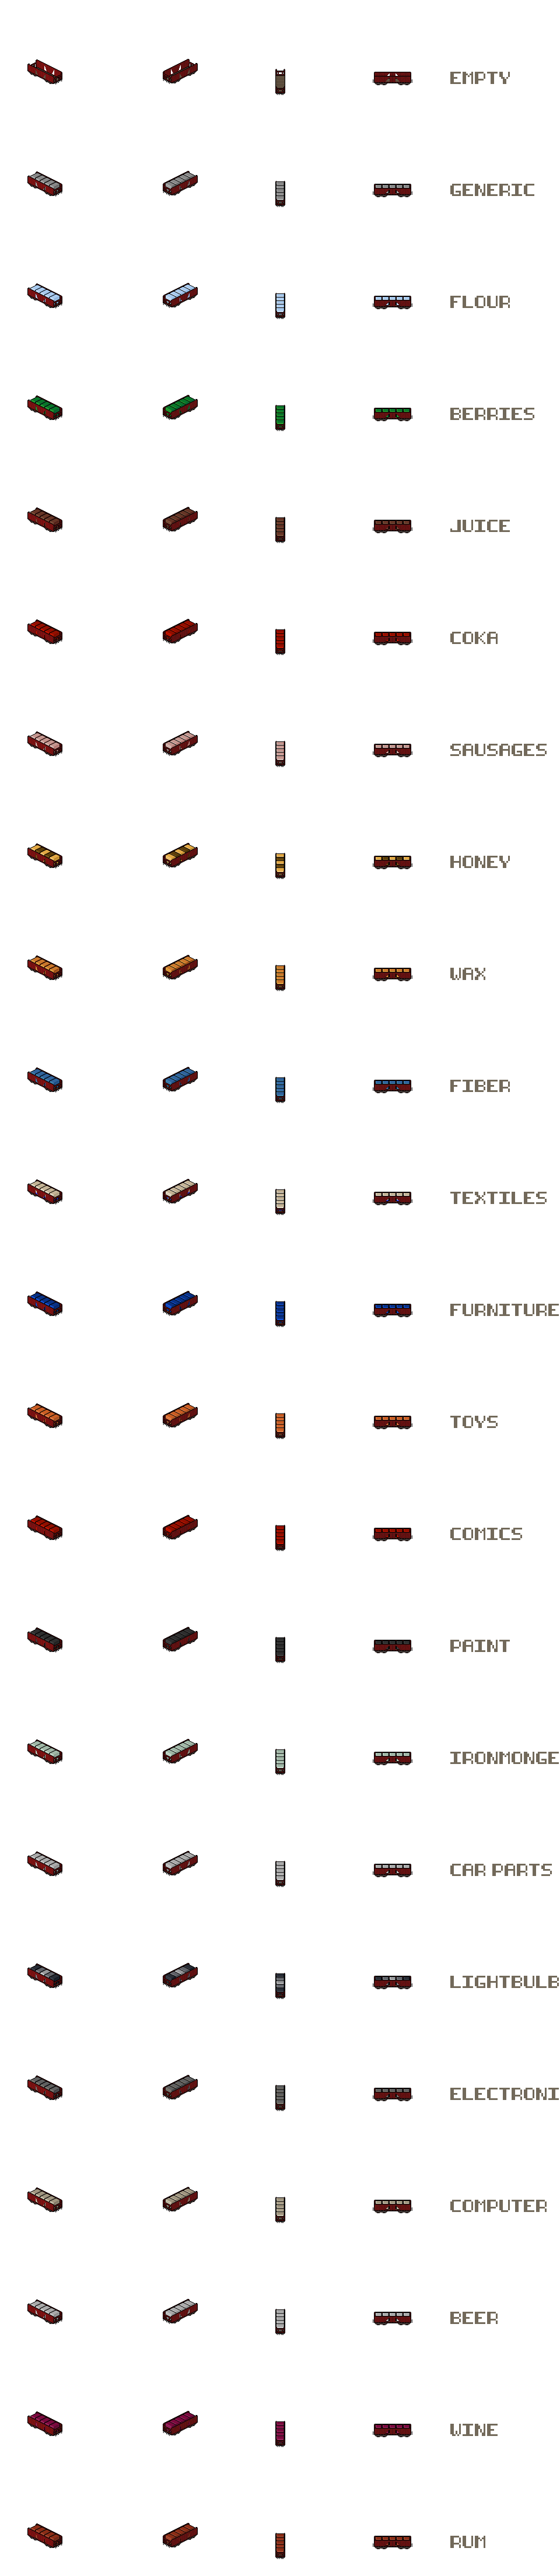 EMPTY
GENERIC
FLOUR
BERRIES
JUICE
COKA
SAUSAGES
HONEY
WAX
FIBER
TEXTILES
FURNITURE
TOYS
COMICS
PAINT
IRONMONGE
CAR PARTS
LIGHTBULB
ELECTRONI
COMPUTER
BEER
WINE
RUM